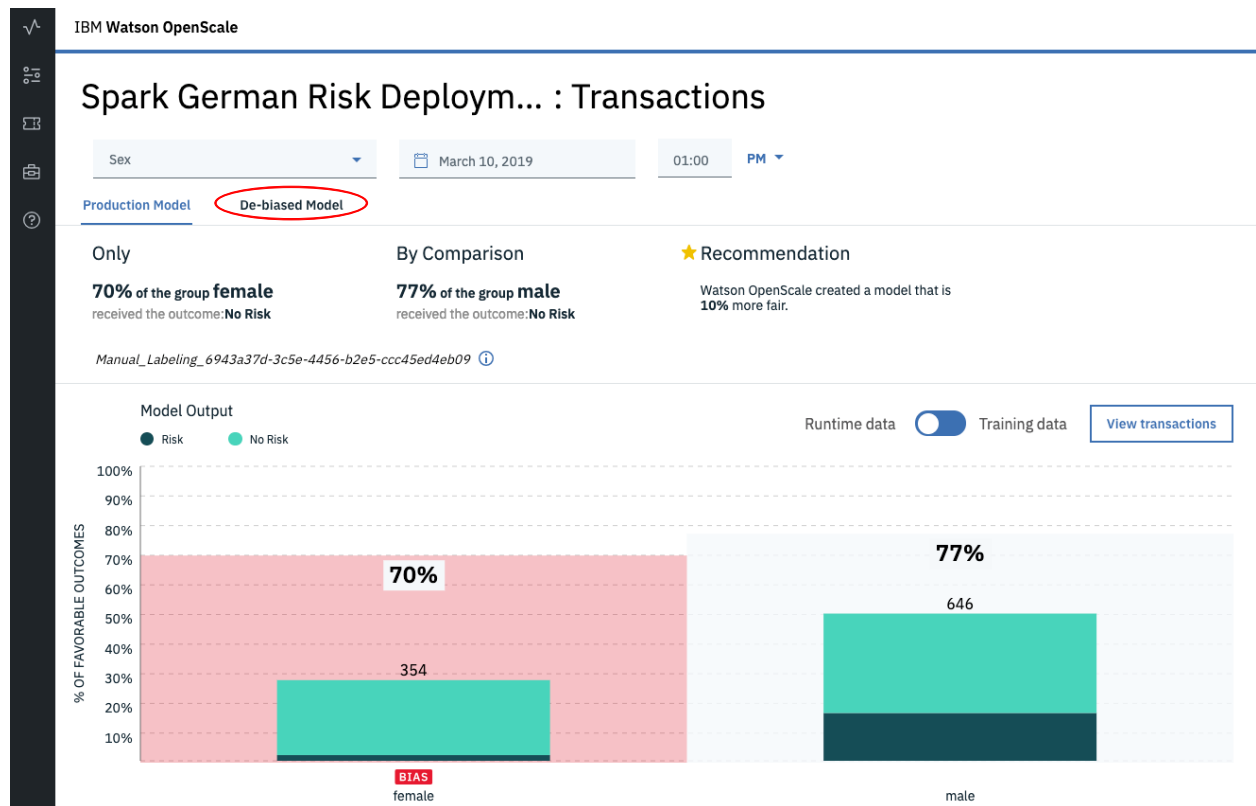 IBM Watson OpenScale
Spark German Risk Deploym... : Transactions
Sex
March 10, 2019
01:00
PM
Production Model
De-biased Model
Only
70% of the group female
received the outcome:No Risk
By Comparison
77% of the group male
received the outcome:No Risk
Recommendation
Watson OpenScale created a model that is
10% more fair.
Manual_Labeling_6943a37d-3c5e-4456-b2e5-ccc45ed4eb09
Model Output
Risk
No Risk
Runtime data
Training data
View transactions
% OF FAVORABLE OUTCOMES
100%
90%
80%
70%
60%
50%
40%
30%
20%
10%
70%
354
BIAS
female
77%
646
male